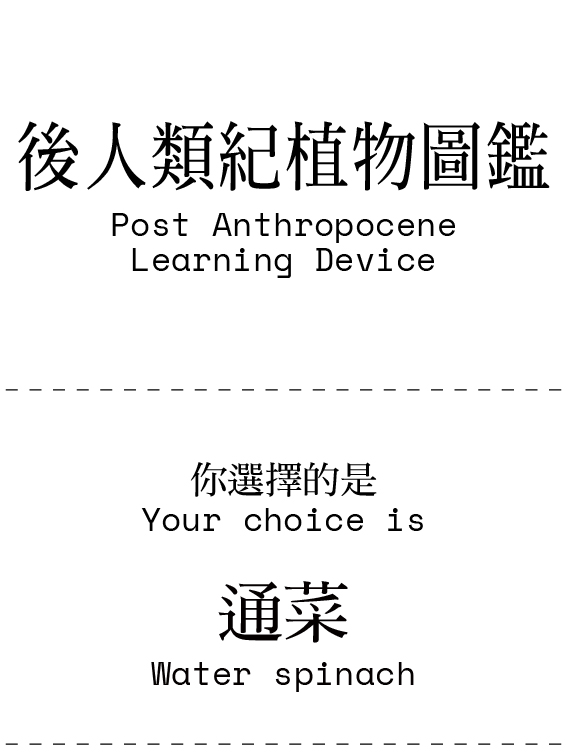 後人類紀植物圖鑑
Post Anthropocene
Learning Device
你選擇的是
Your choice is
通菜
Water spinach